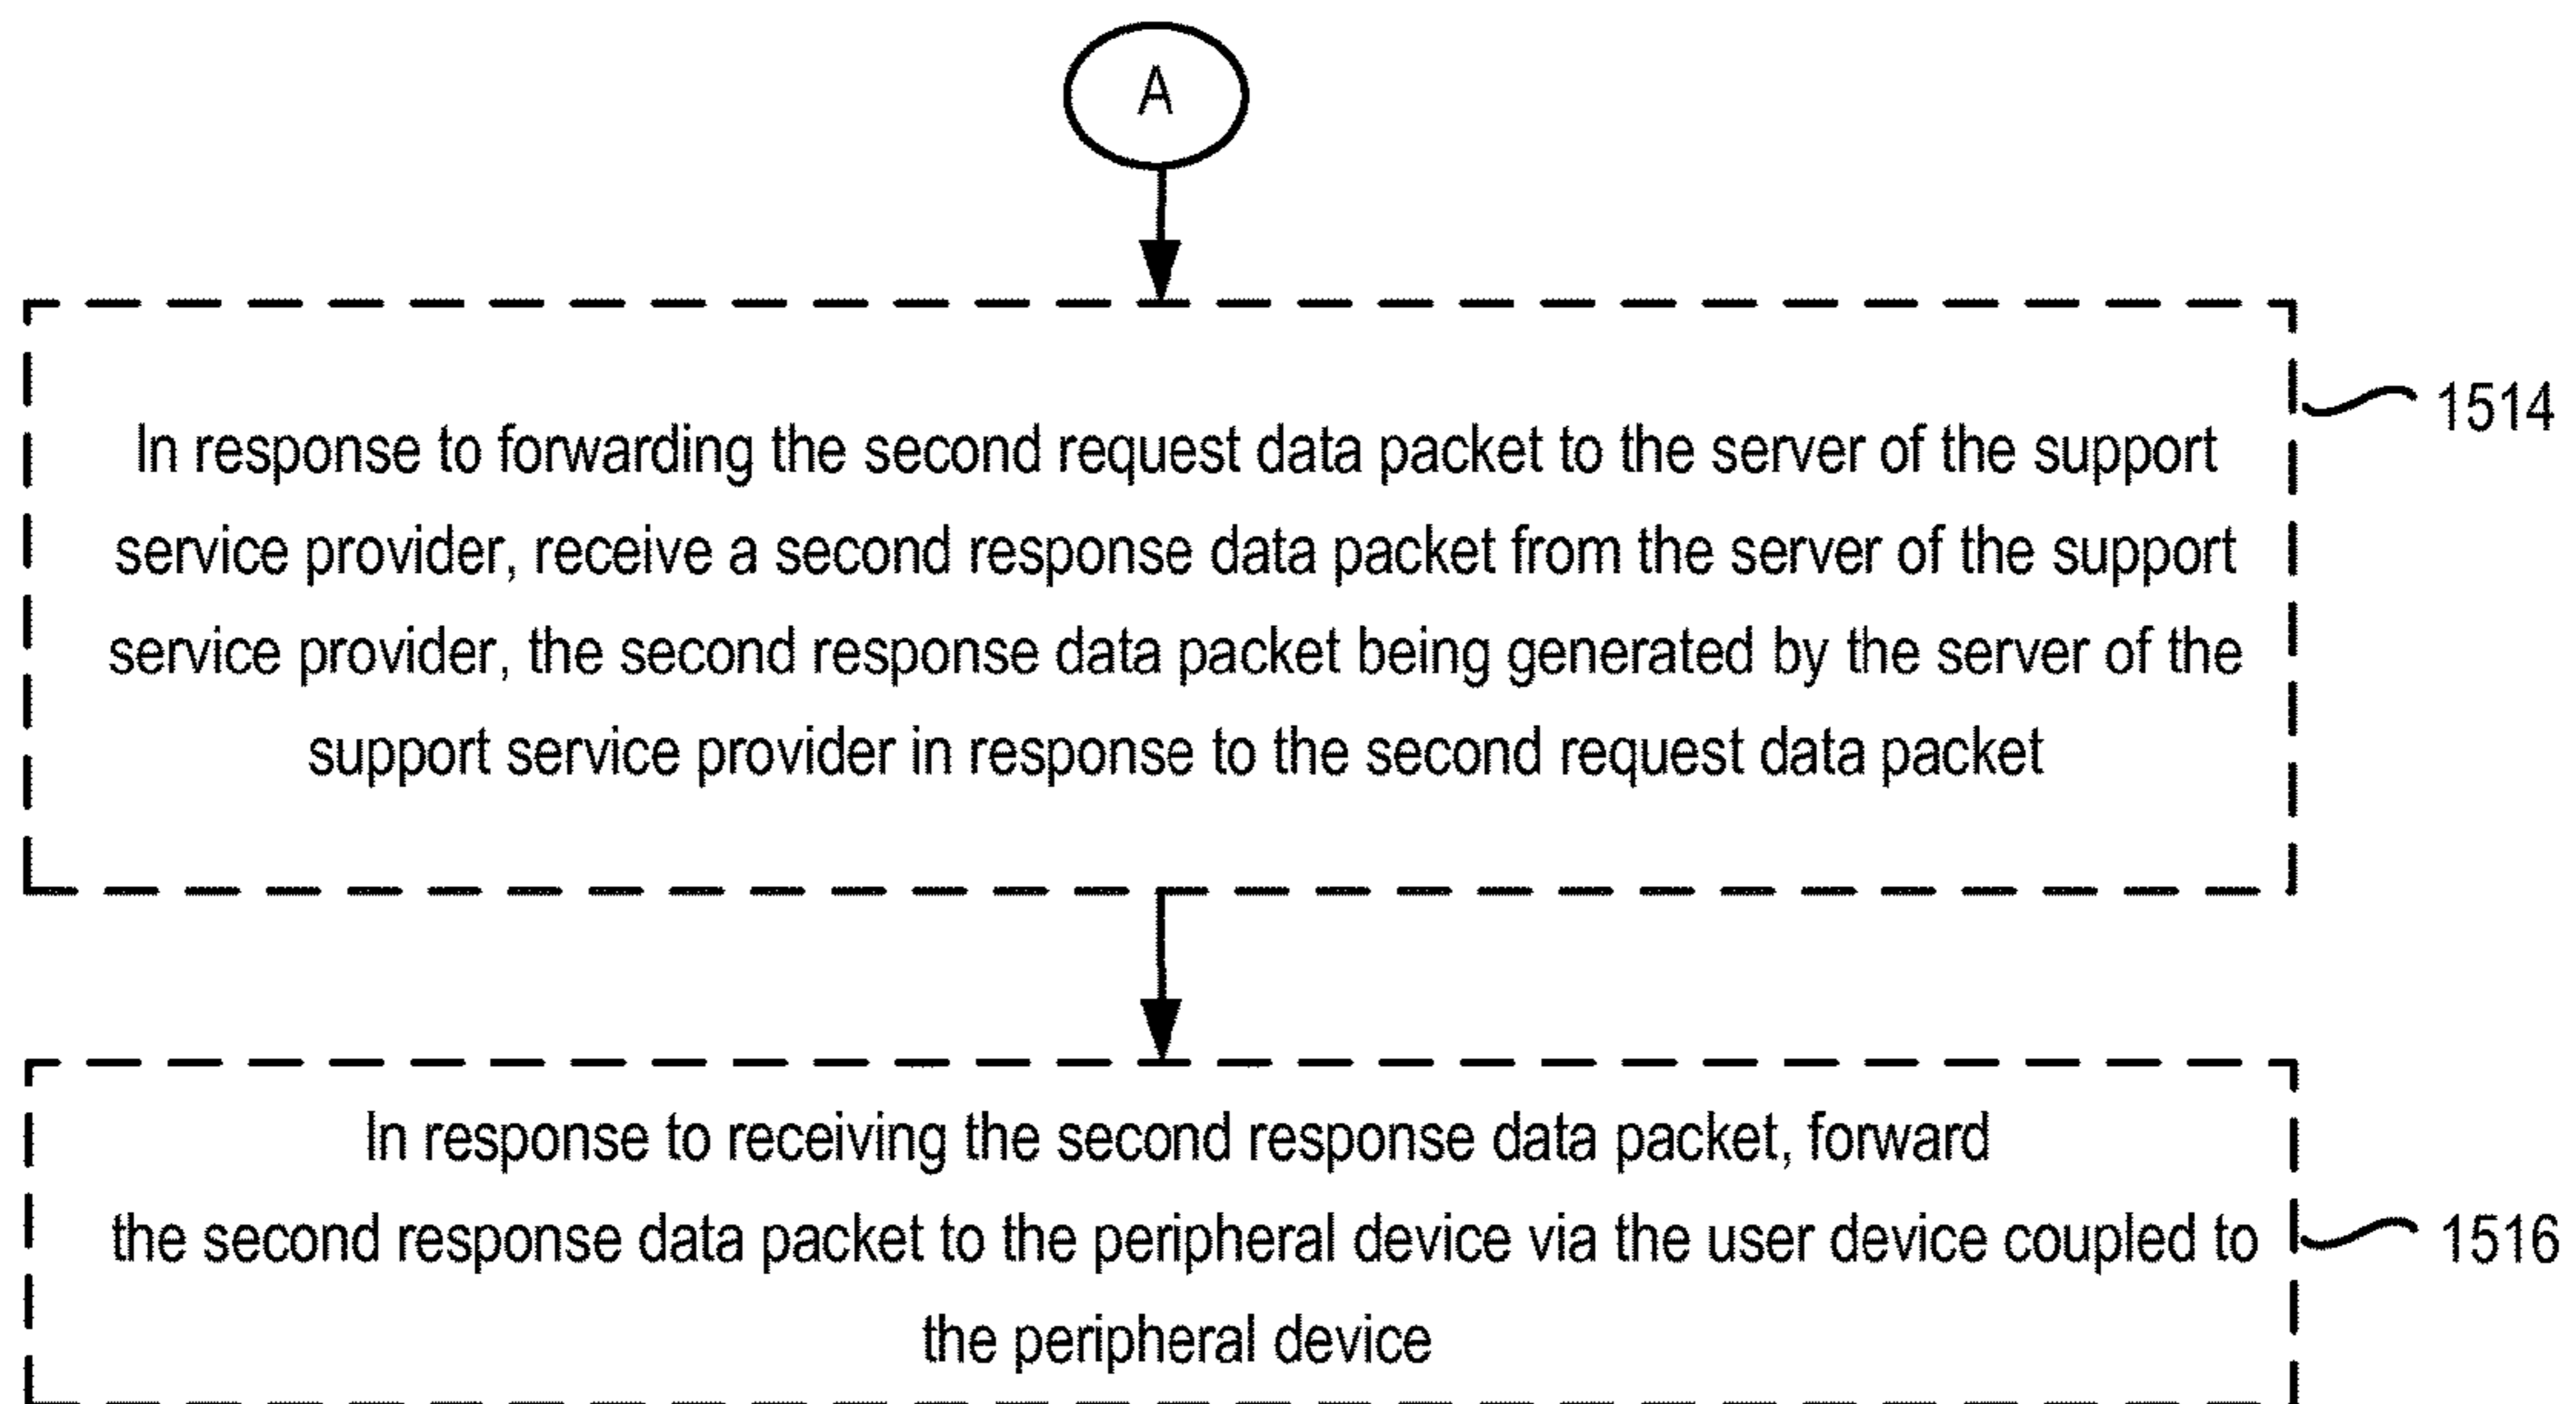 A
In response to forwarding the second request data packet to the server of the support
service provider, receive a second response data packet from the server of the support
service provider, the second response data packet being generated by the server of the
support service provider in response to the second request data packet
1514
In response to receiving the second response data packet, forward
the second response data packet to the peripheral device via the user device coupled to
the peripheral device
1516